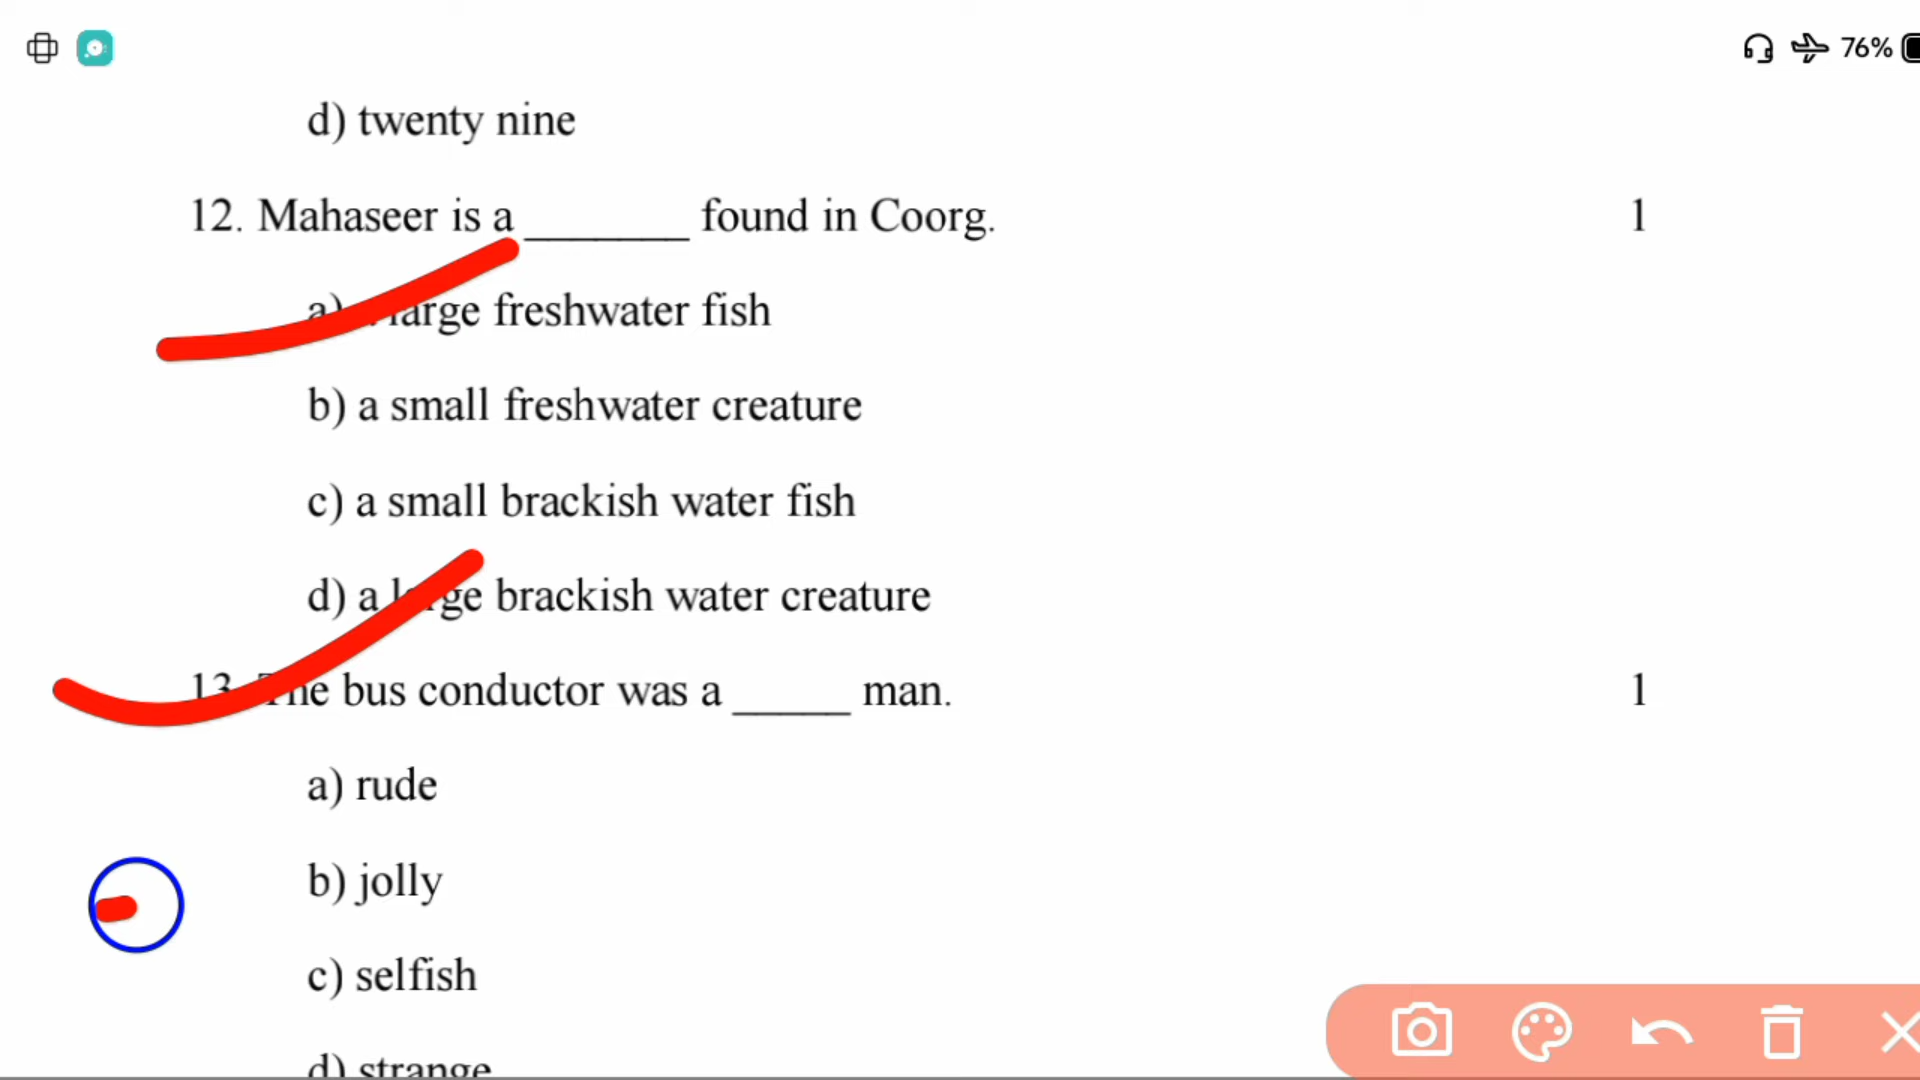 76%
d) twenty nine
12. Mahaseer is a _______ found in Coorg. 1
a) a large freshwater fish
b) a small freshwater creature
c) a small brackish water fish
d) a large brackish water creature
13. The bus conductor was a _____ man. 1
a) rude
b) jolly
c) selfish
d) strange